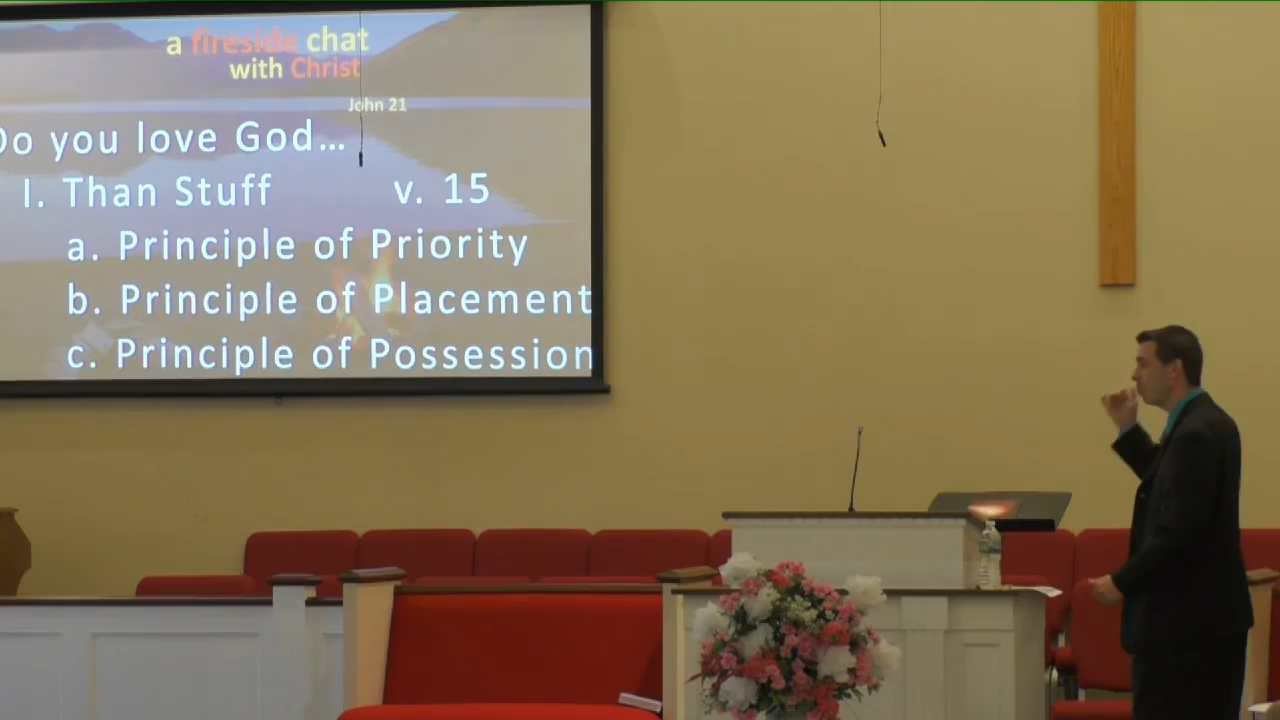 a fireside chat
with Christ
John 21
Do you love God...
I. Than Stuff v. 15
a. Principle of Priority
b. Principle of Placement
c. Principle of Possession